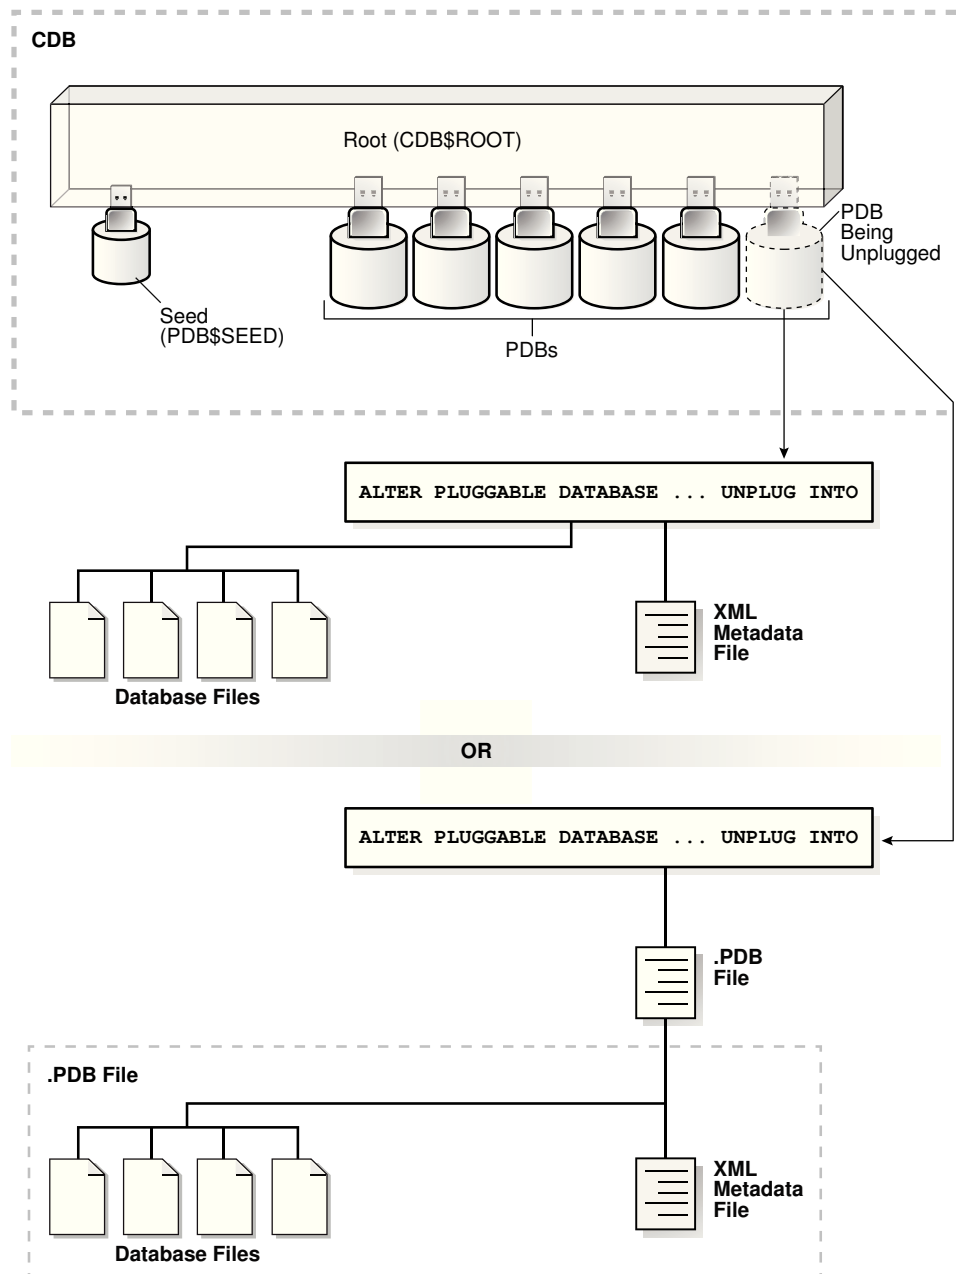 CDB
Root (CDB$ROOT)
PDB
Being
Unplugged
Seed
(PDB$SEED)
PDBs
ALTER PLUGGABLE DATABASE ... UNPLUG INTO
XML
Metadata
File
Database Files
OR
ALTER PLUGGABLE DATABASE ... UNPLUG INTO
.PDB
File
.PDB File
XML
Metadata
File
Database Files